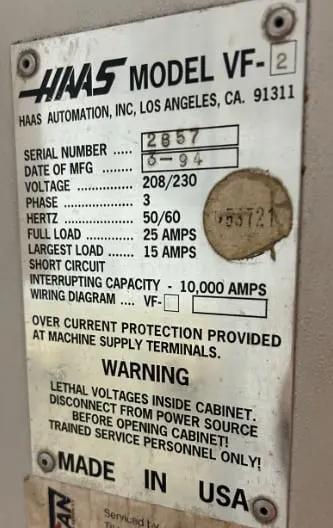 HAAS MODEL VF-2
HAAS AUTOMATION, INC, LOS ANGELES, CA. 91311
SERIAL NUMBER ..... 2857
DATE OF MFG ........ 6-94
VOLTAGE ................ 208/230
PHASE .................... 3
HERTZ .................... 50/60
FULL LOAD ............ 25 AMPS
LARGEST LOAD ...... 15 AMPS
SHORT CIRCUIT
INTERRUPTING CAPACITY - 10,000 AMPS
WIRING DIAGRAM .... VF-
OVER CURRENT PROTECTION PROVIDED
AT MACHINE SUPPLY TERMINALS.
WARNING
LETHAL VOLTAGES INSIDE CABINET.
DISCONNECT FROM POWER SOURCE
BEFORE OPENING CABINET!
TRAINED SERVICE PERSONNEL ONLY!
MADE IN USA
Serviced by